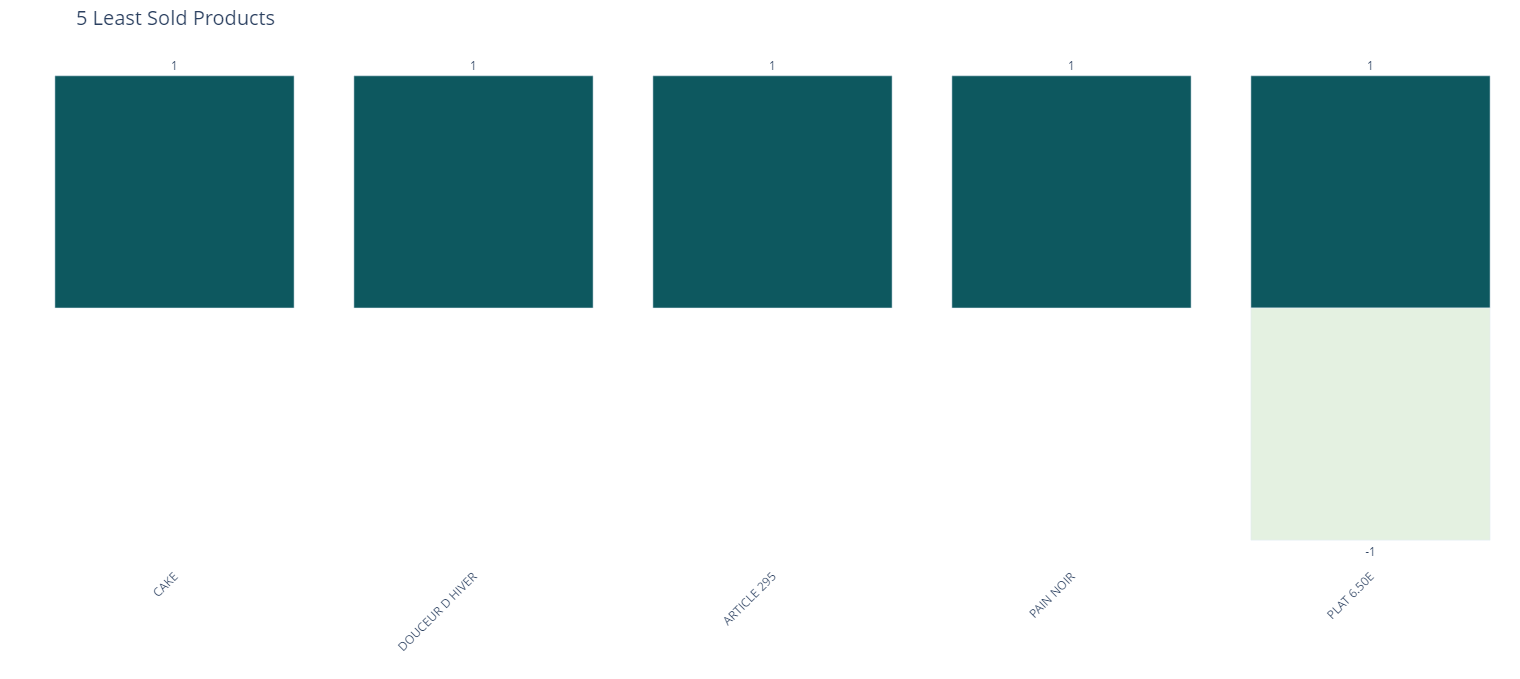 5 Least Sold Products
1
1
1
1
1
-1
CAKE
DOUCEUR D HIVER
ARTICLE 295
PAIN NOIR
PLAT 6.50E